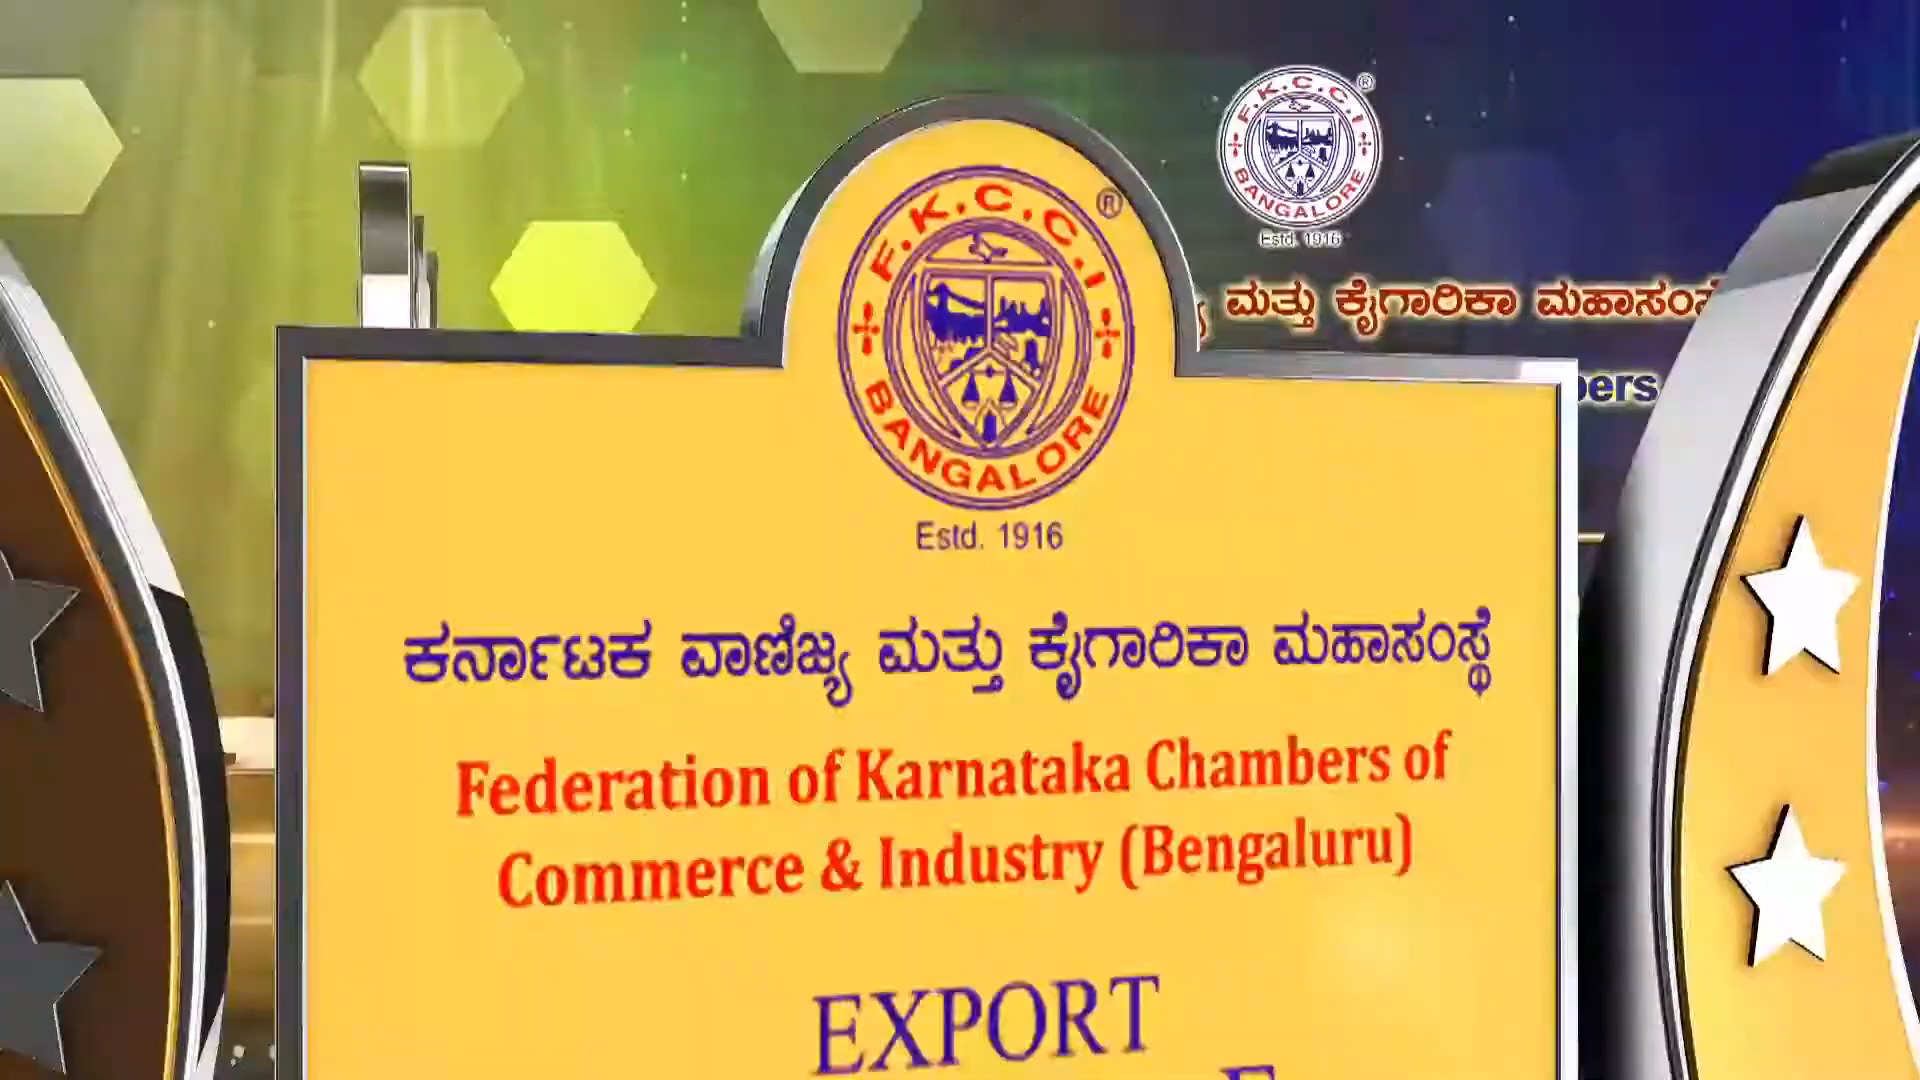 F.K.C.C.I
®
BANGALORE
Estd. 1916
ಮತ್ತು ಕೈಗಾರಿಕಾ
F.K.C.C.I
®
BANGALORE
Estd. 1916
ಕರ್ನಾಟಕ ವಾಣಿಜ್ಯ ಮತ್ತು ಕೈಗಾರಿಕಾ ಮಹಾಸಂಸ್ಥೆ
Federation of Karnataka Chambers of
Commerce & Industry (Bengaluru)
EXPORT